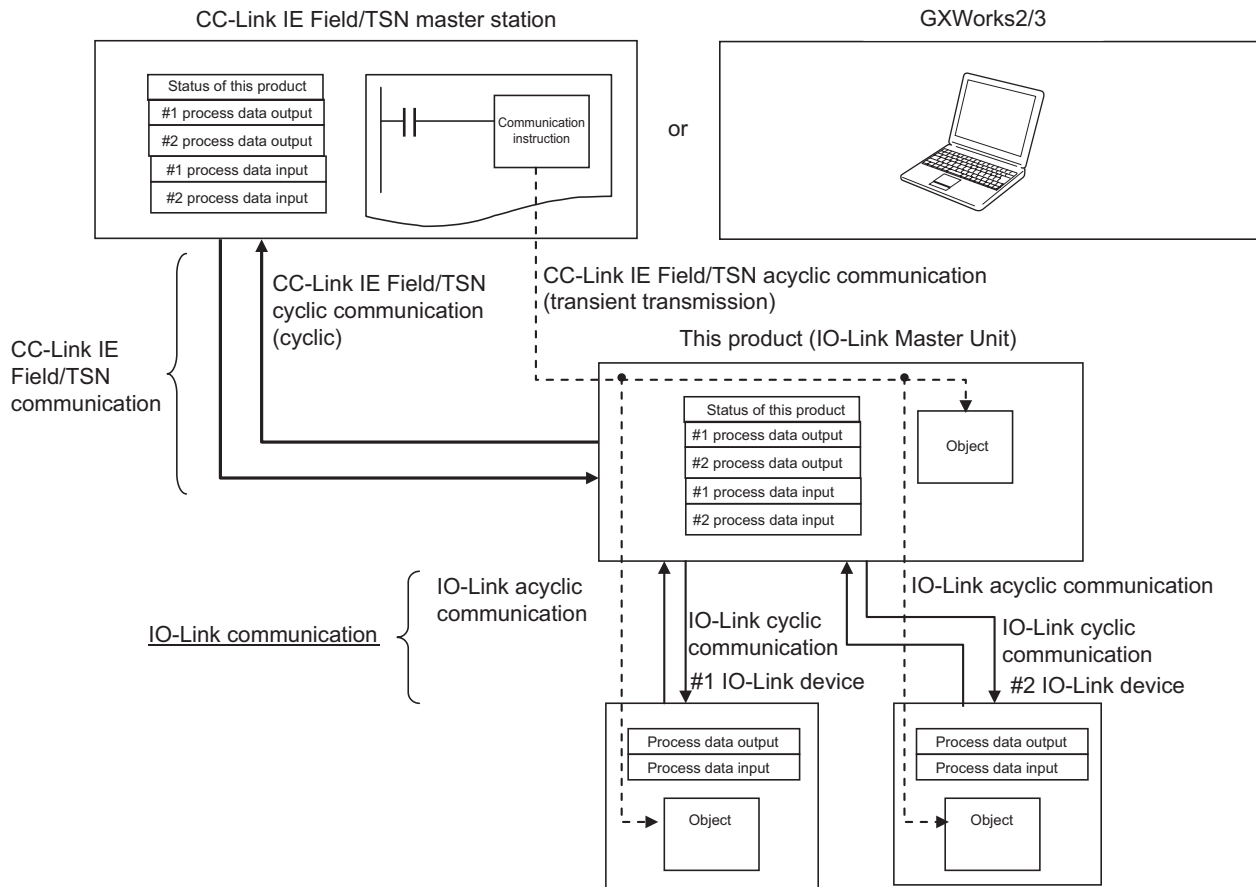 CC-Link IE Field/TSN master station
GXWorks2/3
Status of this product
#1 process data output
#2 process data output
#1 process data input
#2 process data input
Communication
instruction
or
CC-Link IE Field/TSN
cyclic communication
(cyclic)
CC-Link IE Field/TSN acyclic communication
(transient transmission)
CC-Link IE
Field/TSN
communication
This product (IO-Link Master Unit)
Status of this product
#1 process data output
#2 process data output
#1 process data input
#2 process data input
Object
IO-Link communication
IO-Link acyclic
communication
IO-Link cyclic
communication
#1 IO-Link device
IO-Link acyclic communication
IO-Link cyclic
communication
#2 IO-Link device
Process data output
Process data input
Object
Process data output
Process data input
Object